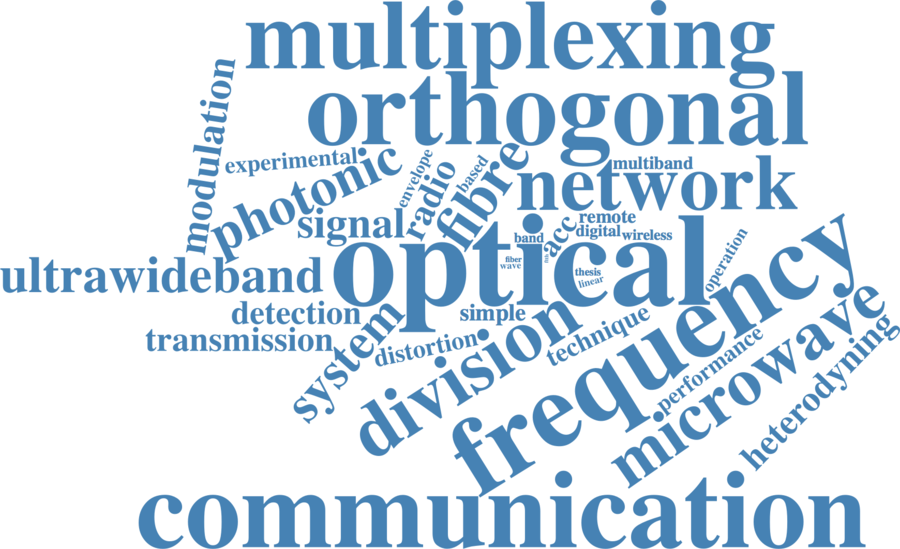 multiplexing
orthogonal
modulation
experimental
photonic
envelope
radio
based
fibre
multiband
network
signal
remote
acc
digital
wireless
band
optical
fiber
wave
thesis
linear
operation
ultrawideband
detection
simple
transmission
system
distortion
division
technique
frequency
performance
microwave
heterodyning
communication